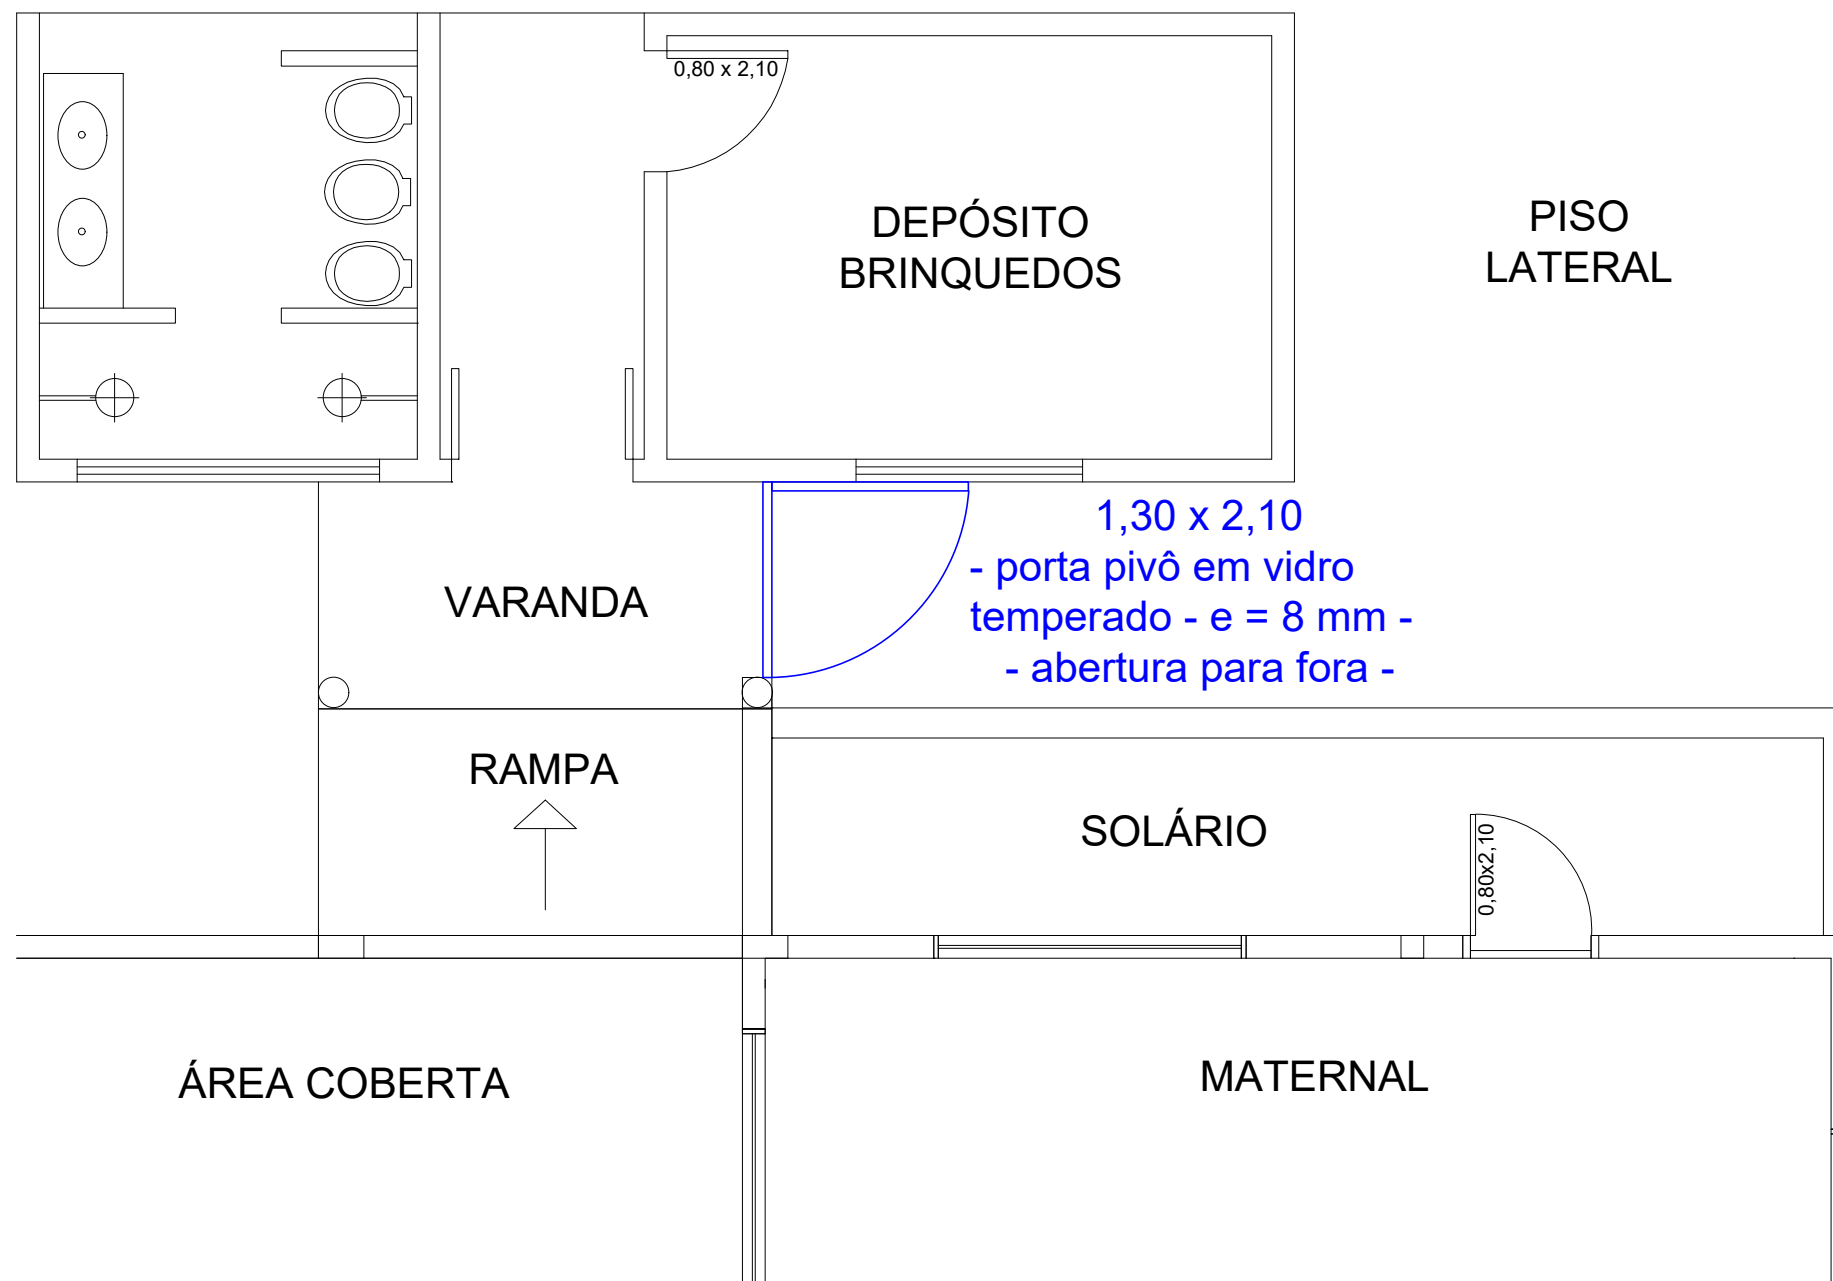 0,80 x 2,10
DEPÓSITO
BRINQUEDOS
PISO
LATERAL
1,30 x 2,10
- porta pivô em vidro
temperado - e = 8 mm -
- abertura para fora -
VARANDA
RAMPA
SOLÁRIO
0,80x2,10
ÁREA COBERTA
MATERNAL